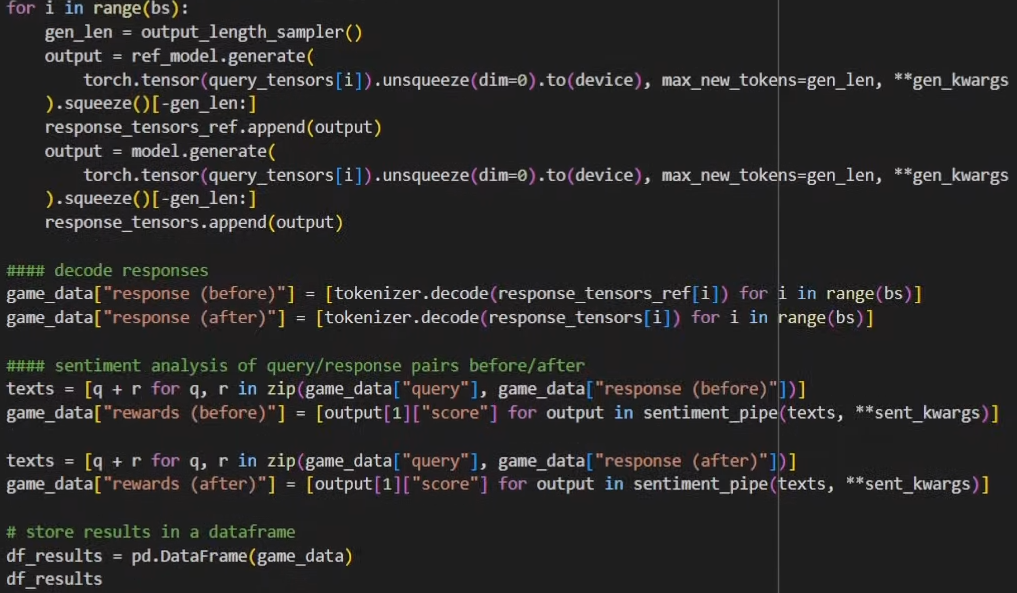 for i in range(bs):
    gen_len = output_length_sampler()
    output = ref_model.generate(
        torch.tensor(query_tensors[i]).unsqueeze(dim=0).to(device), max_new_tokens=gen_len, **gen_kwargs
    ).squeeze()[-gen_len:]
    response_tensors_ref.append(output)
    output = model.generate(
        torch.tensor(query_tensors[i]).unsqueeze(dim=0).to(device), max_new_tokens=gen_len, **gen_kwargs
    ).squeeze()[-gen_len:]
    response_tensors.append(output)

#### decode responses
game_data["response (before)"] = [tokenizer.decode(response_tensors_ref[i]) for i in range(bs)]
game_data["response (after)"] = [tokenizer.decode(response_tensors[i]) for i in range(bs)]

#### sentiment analysis of query/response pairs before/after
texts = [q + r for q, r in zip(game_data["query"], game_data["response (before)"])]
game_data["rewards (before)"] = [output[1]["score"] for output in sentiment_pipe(texts, **sent_kwargs)]

texts = [q + r for q, r in zip(game_data["query"], game_data["response (after)"])]
game_data["rewards (after)"] = [output[1]["score"] for output in sentiment_pipe(texts, **sent_kwargs)]

# store results in a dataframe
df_results = pd.DataFrame(game_data)
df_results